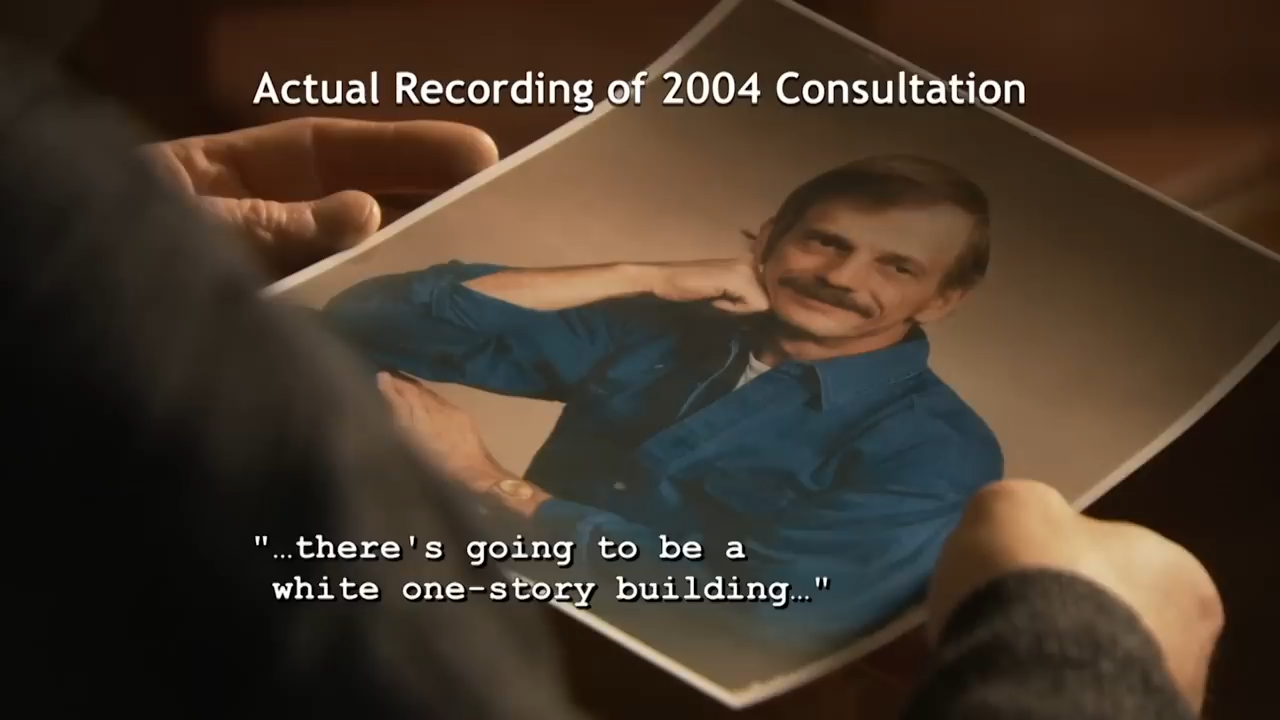 Actual Recording of 2004 Consultation
"…there's going to be a
white one-story building…"